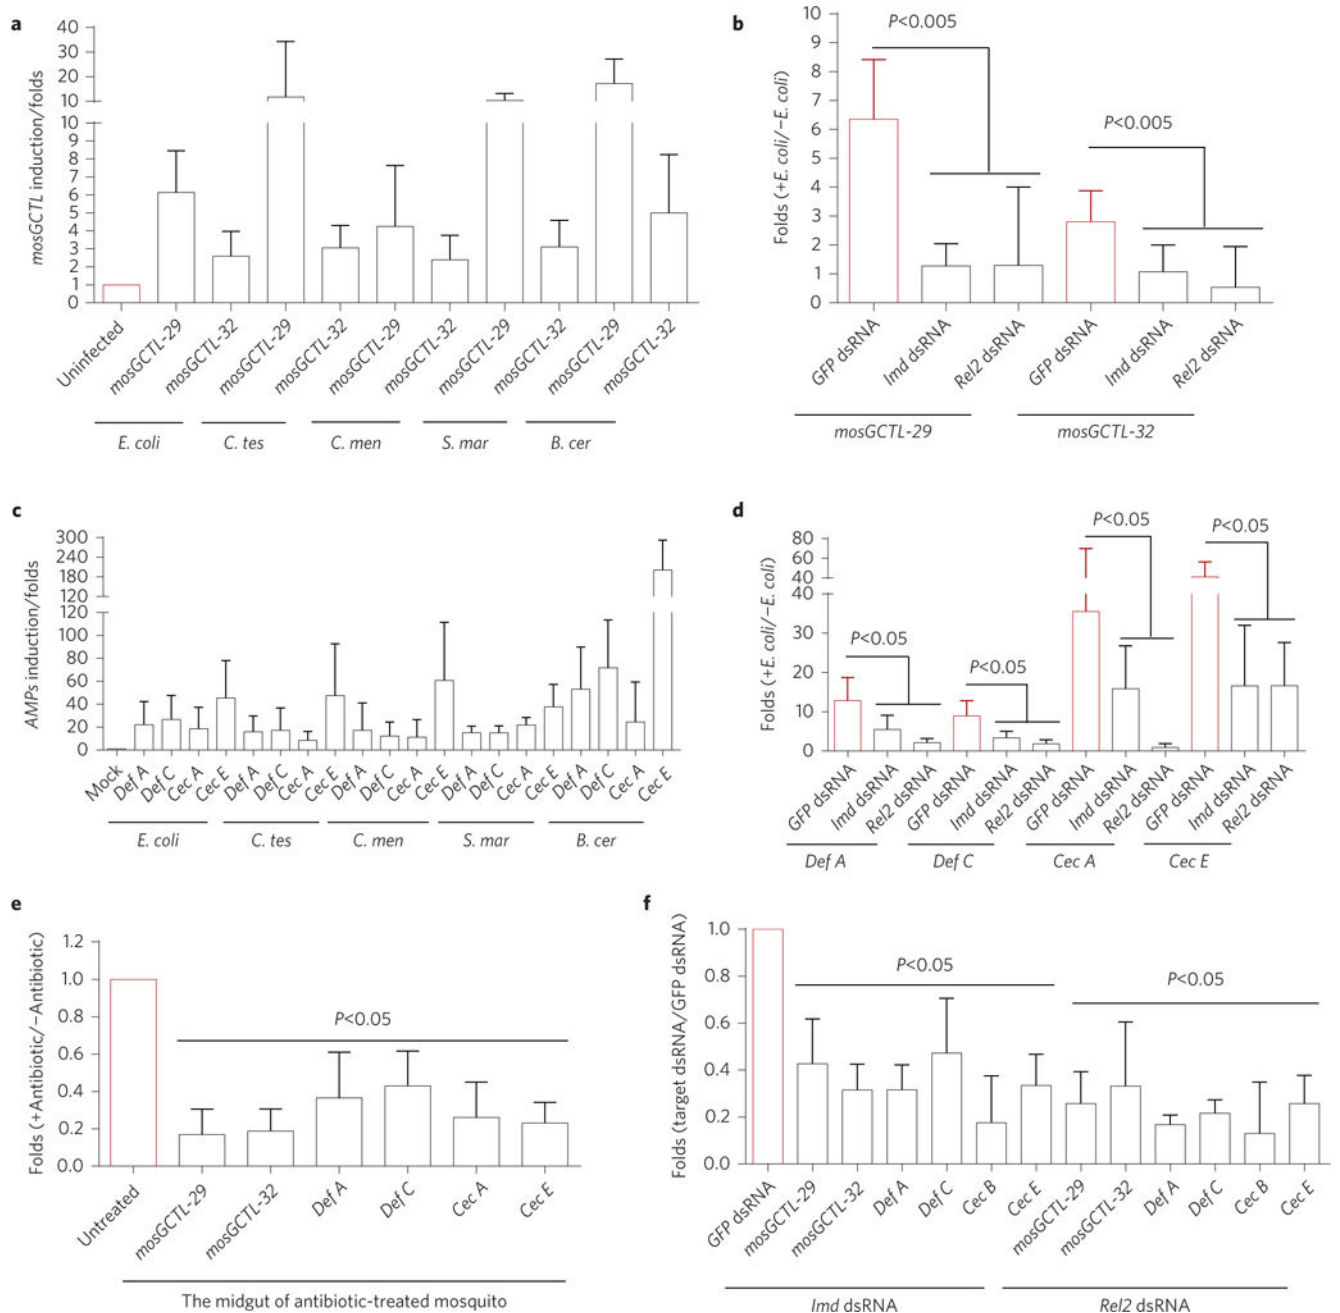 a
mosGCTL induction/folds
40
30
20
10
10
9
8
7
6
5
4
3
2
1
0
Uninfected
mosGCTL-29
mosGCTL-32
mosGCTL-29
mosGCTL-32
mosGCTL-29
mosGCTL-32
mosGCTL-29
mosGCTL-32
mosGCTL-29
mosGCTL-32
E. coli
C. tes
C. men
S. mar
B. cer
b
Folds (+E. coli/−E. coli)
10
9
8
7
6
5
4
3
2
1
0
P<0.005
P<0.005
GFP dsRNA
Imd dsRNA
Rel2 dsRNA
GFP dsRNA
Imd dsRNA
Rel2 dsRNA
mosGCTL-29
mosGCTL-32
c
AMPs induction/folds
300
240
180
120
120
100
80
60
40
20
0
Mock
Def A
Def C
Cec A
Cec E
Def A
Def C
Cec A
Cec E
Def A
Def C
Cec A
Cec E
Def A
Def C
Cec A
Cec E
Def A
Def C
Cec A
Cec E
E. coli
C. tes
C. men
S. mar
B. cer
d
Folds (+E. coli/−E. coli)
80
60
40
40
30
20
10
0
P<0.05
P<0.05
P<0.05
P<0.05
GFP dsRNA
Imd dsRNA
Rel2 dsRNA
GFP dsRNA
Imd dsRNA
Rel2 dsRNA
GFP dsRNA
Imd dsRNA
Rel2 dsRNA
GFP dsRNA
Imd dsRNA
Rel2 dsRNA
Def A
Def C
Cec A
Cec E
e
Folds (+Antibiotic/−Antibiotic)
1.2
1.0
0.8
0.6
0.4
0.2
0.0
P<0.05
Untreated
mosGCTL-29
mosGCTL-32
Def A
Def C
Cec A
Cec E
The midgut of antibiotic-treated mosquito
f
Folds (target dsRNA/GFP dsRNA)
1.0
0.8
0.6
0.4
0.2
0.0
P<0.05
P<0.05
GFP dsRNA
mosGCTL-29
mosGCTL-32
Def A
Def C
Cec B
Cec E
mosGCTL-29
mosGCTL-32
Def A
Def C
Cec B
Cec E
Imd dsRNA
Rel2 dsRNA